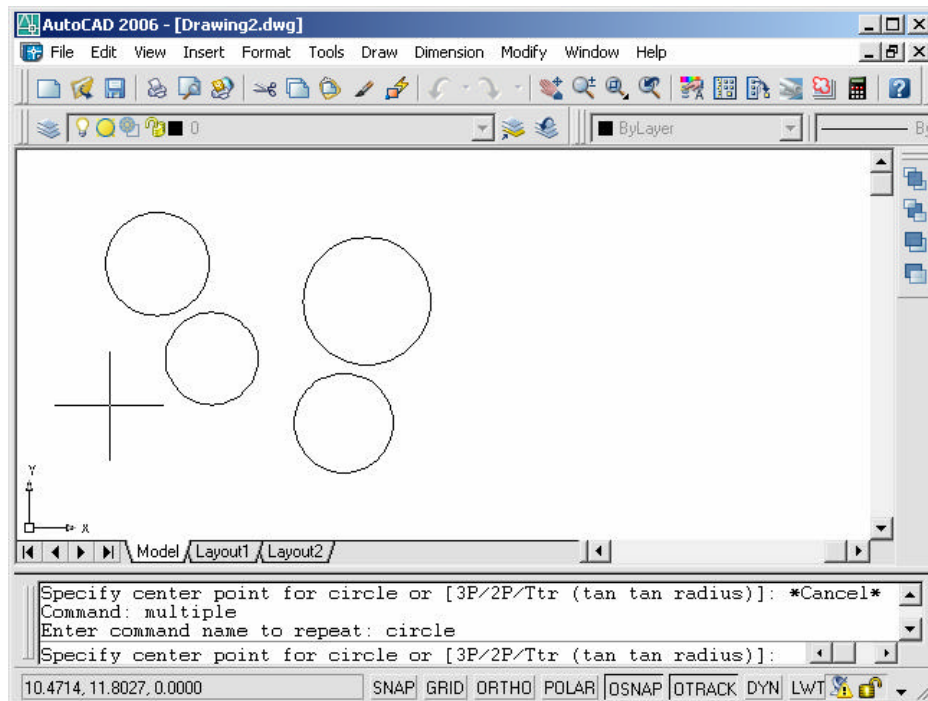 AutoCAD 2006 - [Drawing2.dwg]
File Edit View Insert Format Tools Draw Dimension Modify Window Help
0 ByLayer
Y
X
Model Layout1 Layout2
Specify center point for circle or [3P/2P/Ttr (tan tan radius)]: *Cancel*
Command: multiple
Enter command name to repeat: circle
Specify center point for circle or [3P/2P/Ttr (tan tan radius)]:
10.4714, 11.8027, 0.0000 SNAP GRID ORTHO POLAR OSNAP OTRACK DYN LWT